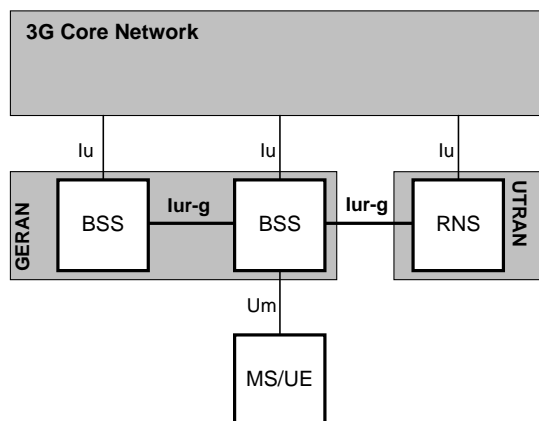 3G Core Network
Iu
Iu
Iu
GERAN
BSS
Iur-g
BSS
Iur-g
RNS
UTRAN
Um
MS/UE